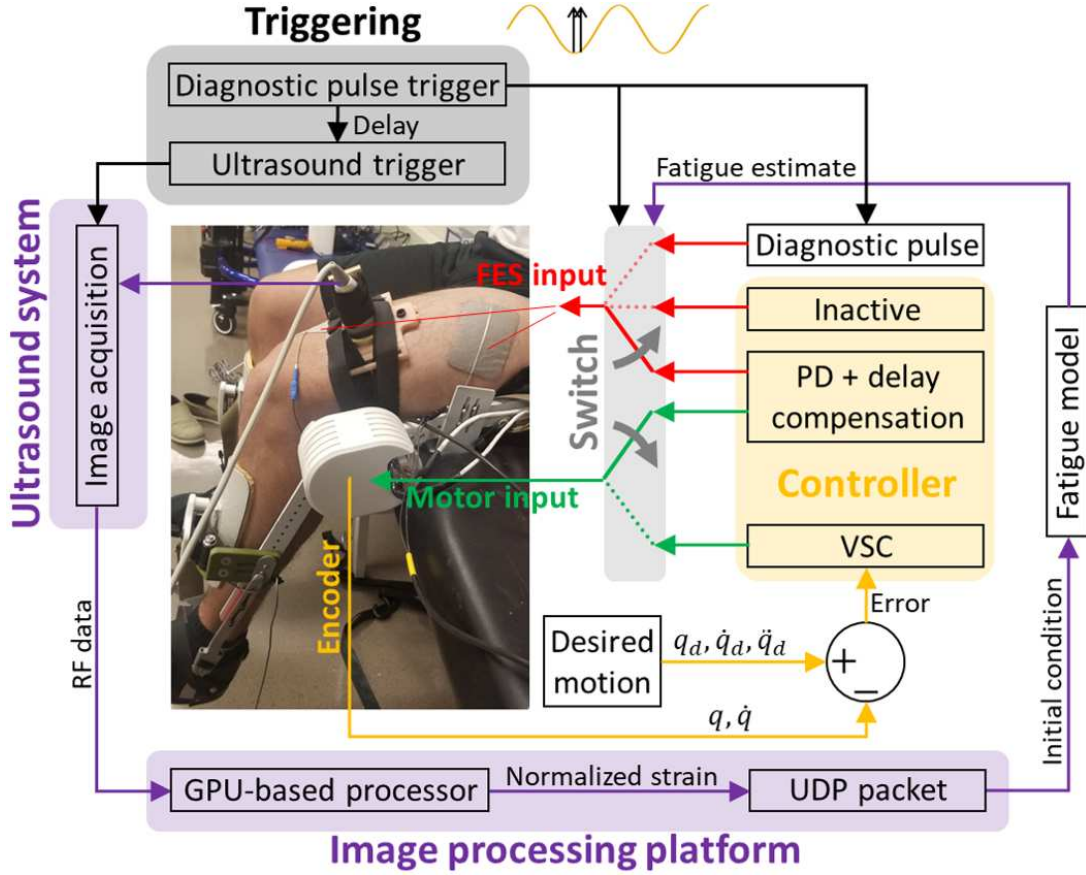 Triggering
Diagnostic pulse trigger
Delay
Ultrasound trigger
Fatigue estimate
Ultrasound system
Image acquisition
FES input
Switch
Diagnostic pulse
Inactive
PD + delay
compensation
Controller
VSC
Fatigue model
Motor input
Encoder
Error
Desired
motion
q_d, q̇_d, q̈_d
+
−
q, q̇
RF data
Initial condition
GPU-based processor
Normalized strain
UDP packet
Image processing platform